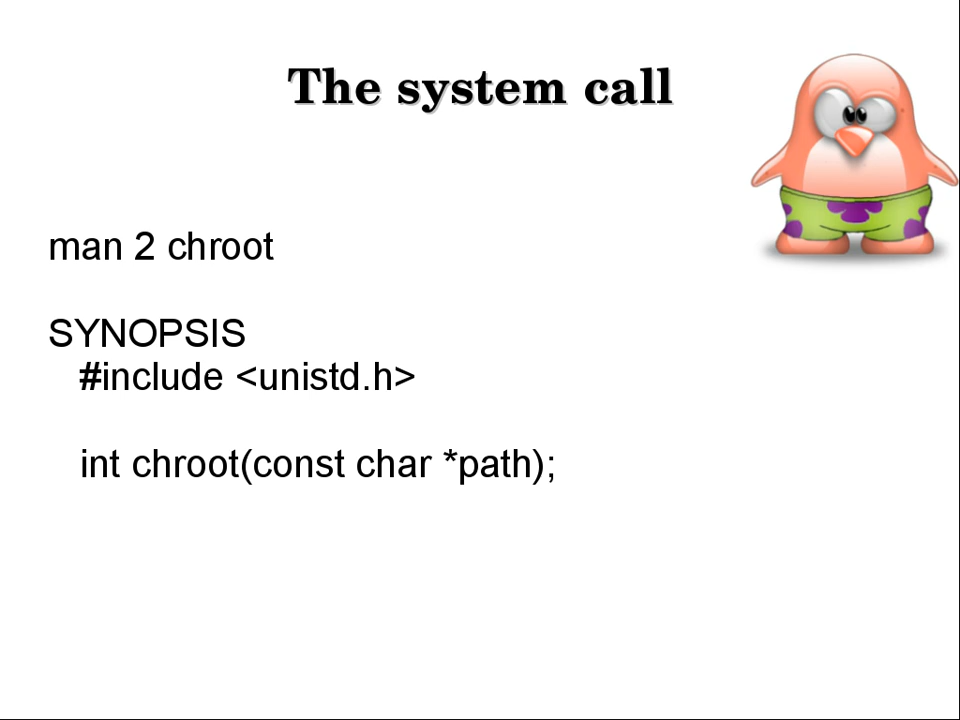 The system call
man 2 chroot
SYNOPSIS
#include <unistd.h>
int chroot(const char *path);